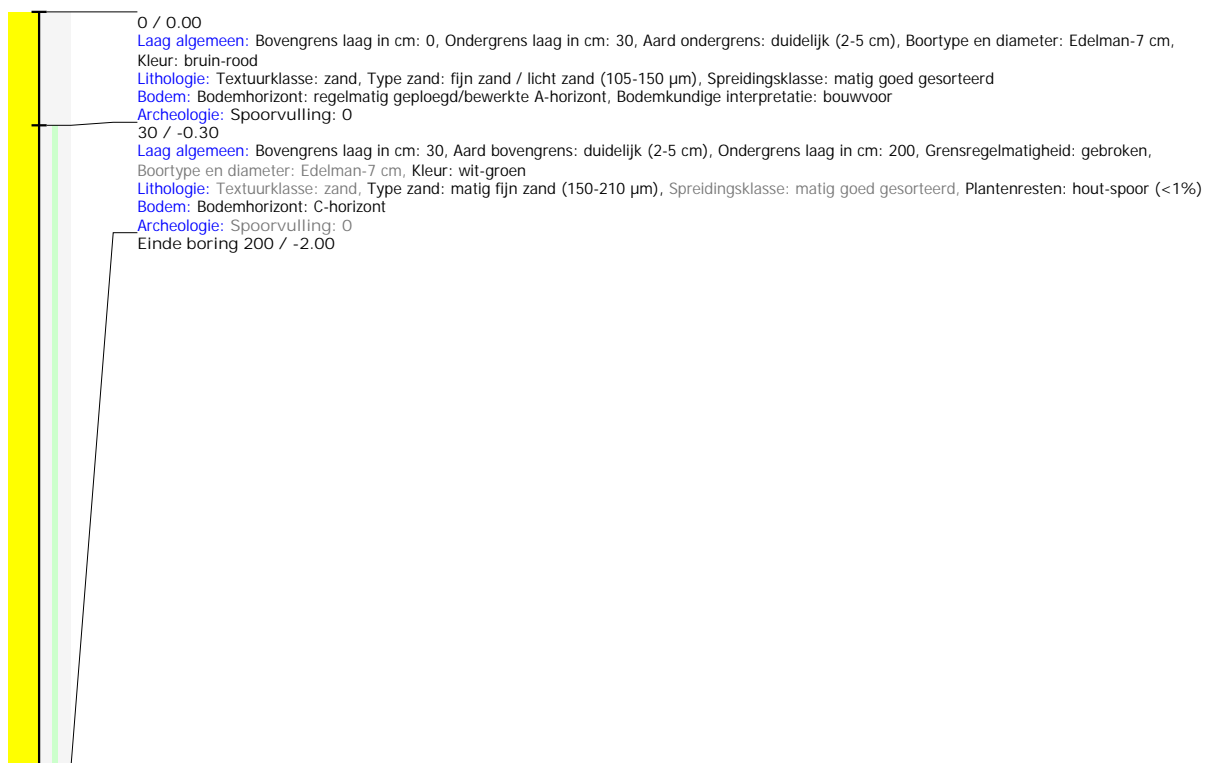 0 / 0.00
Laag algemeen: Bovengrens laag in cm: 0, Ondergrens laag in cm: 30, Aard ondergrens: duidelijk (2-5 cm), Boortype en diameter: Edelman-7 cm,
Kleur: bruin-rood
Lithologie: Textuurklasse: zand, Type zand: fijn zand / licht zand (105-150 µm), Spreidingsklasse: matig goed gesorteerd
Bodem: Bodemhorizont: regelmatig geploegd/bewerkte A-horizont, Bodemkundige interpretatie: bouwvoor
Archeologie: Spoorvulling: 0
30 / -0.30
Laag algemeen: Bovengrens laag in cm: 30, Aard bovengrens: duidelijk (2-5 cm), Ondergrens laag in cm: 200, Grensregelmatigheid: gebroken,
Boortype en diameter: Edelman-7 cm, Kleur: wit-groen
Lithologie: Textuurklasse: zand, Type zand: matig fijn zand (150-210 µm), Spreidingsklasse: matig goed gesorteerd, Plantenresten: hout-spoor (<1%)
Bodem: Bodemhorizont: C-horizont
Archeologie: Spoorvulling: 0
Einde boring 200 / -2.00